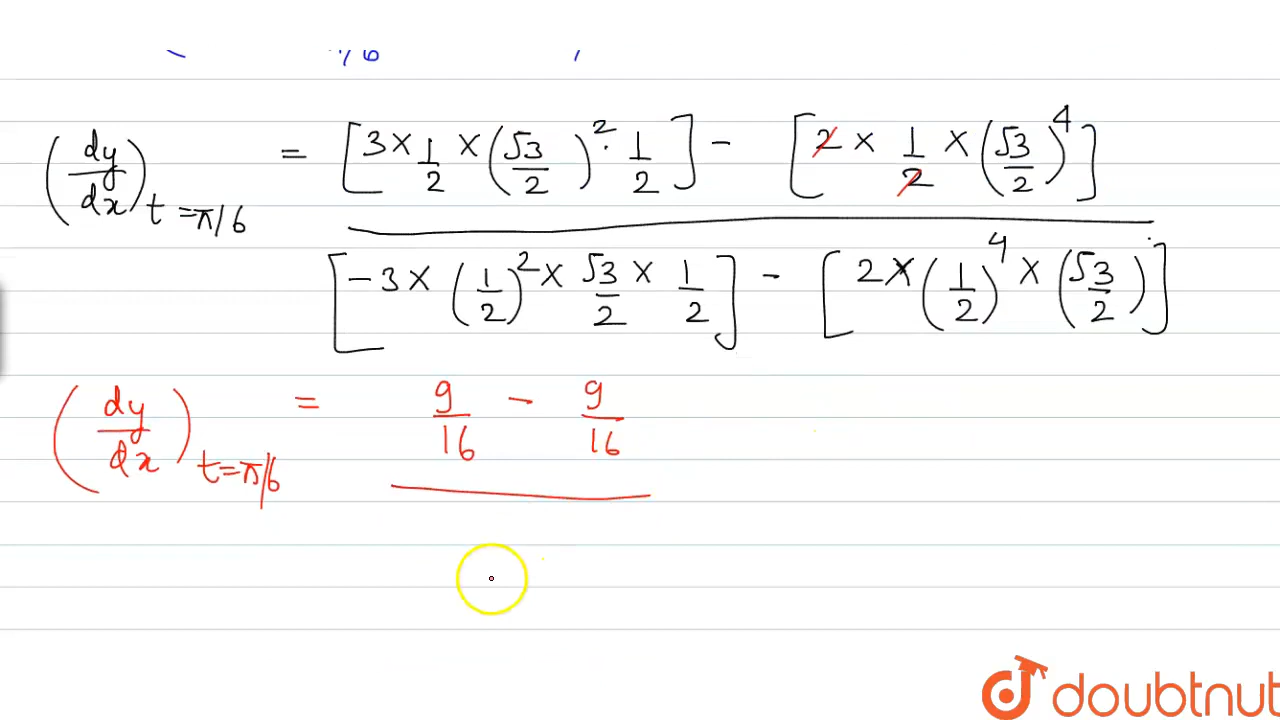 (dy/dx)t=π/6 = [3 × 1/2 × (√3/2)² · 1/2] - [2 × 1/2 × (√3/2)⁴]
[-3 × (1/2)² × √3/2 × 1/2] - [2 × (1/2)⁴ × (√3/2)]
(dy/dx)t=π/6 = 9/16 - 9/16
doubtnut